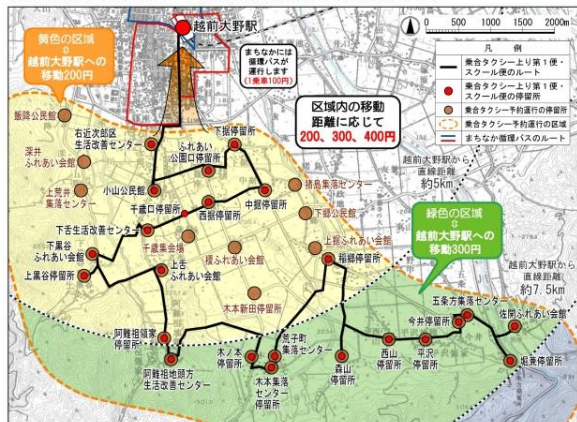 越前大野駅
0 500 1000 1500 2000m
凡 例
乗合タクシー上り第1便・
スクール便のルート
乗合タクシー上り第1便・
スクール便の停留所
乗合タクシー予約運行の停留所
乗合タクシー予約運行の区域
まちなか循環バスのルート
黄色の区域
⇕
越前大野駅への
移動200円
まちなかには
循環バスが
運行します
(1乗車100円)
区域内の移動
距離に応じて
200、300、400円
越前大野駅から
直線距離
約5km
緑色の区域
⇕
越前大野駅への
移動300円
越前大野駅から
直線距離
約7.5km
飯降公民館
右近次郎区
生活改善センター
ふれあい
公園口停留所
下据停留所
深井
ふれあい会館
上荒井
集落センター
小山公民館
千歳口停留所
西据停留所
中据停留所
下郷公民館
下舌生活改善センター
千歳集会場
榎ふれあい会館
上据ふれあい会館
稲郷停留所
下黒谷
ふれあい会館
上黒谷停留所
上舌
ふれあい会館
木本新田停留所
五条方集落センター
今井停留所
佐開ふれあい会館
阿難祖領家
停留所
阿難祖地頭方
生活改善センター
木ノ本
停留所
荒子町
集落センター
木本集落
センター
停留所
森山
停留所
西山
停留所
平沢
停留所
堀兼停留所